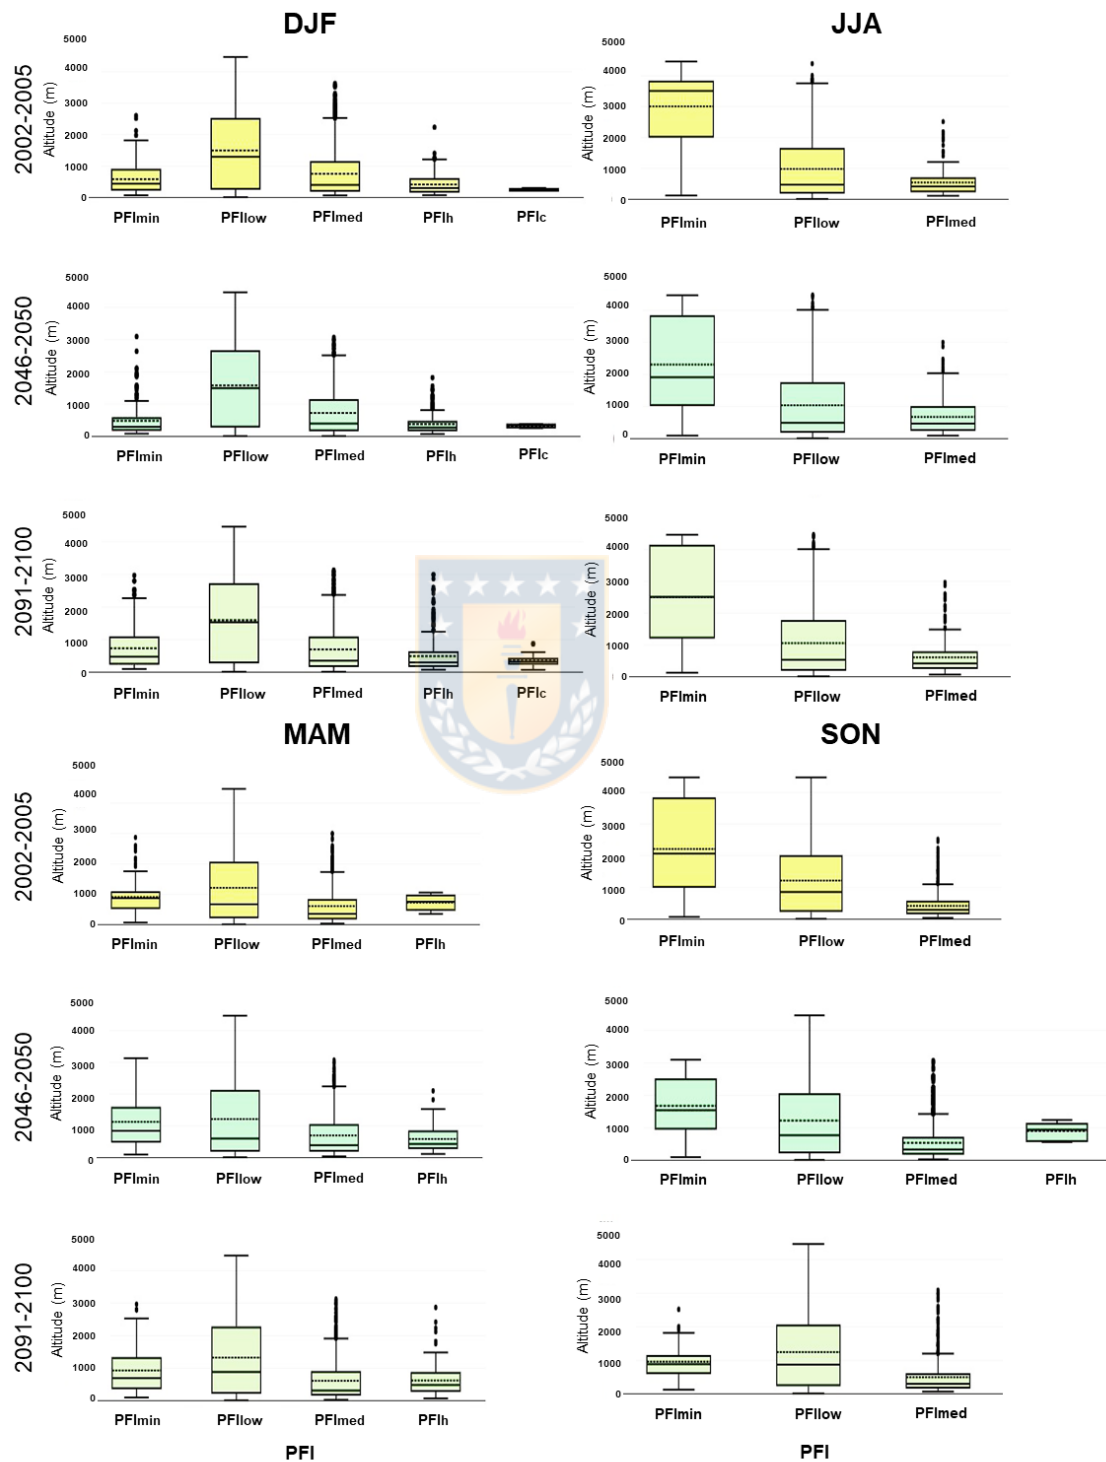 DJF
JJA
2002-2005
Altitude (m)
5000
4000
3000
2000
1000
0
PFImin
PFIlow
PFImed
PFIh
PFIc
Altitude (m)
5000
4000
3000
2000
1000
0
PFImin
PFIlow
PFImed
2046-2050
Altitude (m)
5000
4000
3000
2000
1000
0
PFImin
PFIlow
PFImed
PFIh
PFIc
Altitude (m)
5000
4000
3000
2000
1000
0
PFImin
PFIlow
PFImed
2091-2100
Altitude (m)
5000
4000
3000
2000
1000
0
PFImin
PFIlow
PFImed
PFIh
PFIc
Altitude (m)
5000
4000
3000
2000
1000
0
PFImin
PFIlow
PFImed
MAM
SON
2002-2005
Altitude (m)
5000
4000
3000
2000
1000
0
PFImin
PFIlow
PFImed
PFIh
Altitude (m)
5000
4000
3000
2000
1000
0
PFImin
PFIlow
PFImed
2046-2050
Altitude (m)
5000
4000
3000
2000
1000
0
PFImin
PFIlow
PFImed
PFIh
Altitude (m)
5000
4000
3000
2000
1000
0
PFImin
PFIlow
PFImed
PFIh
2091-2100
Altitude (m)
5000
4000
3000
2000
1000
0
PFImin
PFIlow
PFImed
PFIh
Altitude (m)
5000
4000
3000
2000
1000
0
PFImin
PFIlow
PFImed
PFI
PFI